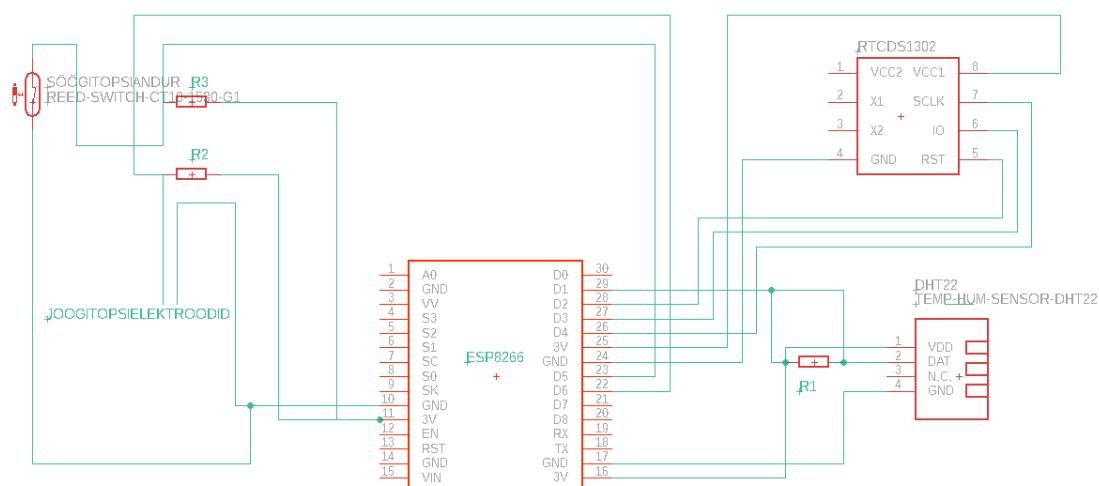 RTCDS1302
1 VCC2 VCC1 8
2 X1 SCLK 7
3 X2 IO 6
4 GND RST 5
SÖÖGITOPSIANDUR
REED-SWITCH-CT10-1530-G1
R3
R2
JOOGITOPSIELEKTROODID
ESP8266
1 A0 D0 30
2 GND D1 29
3 VV D2 28
4 S3 D3 27
5 S2 D4 26
6 S1 3V 25
7 SC GND 24
8 S0 D5 23
9 SK D6 22
10 GND D7 21
11 3V D8 20
12 EN RX 19
13 RST TX 18
14 GND GND 17
15 VIN 3V 16
DHT22
TEMP-HUM-SENSOR-DHT22
1 VDD
2 DAT
3 N.C.
4 GND
R1